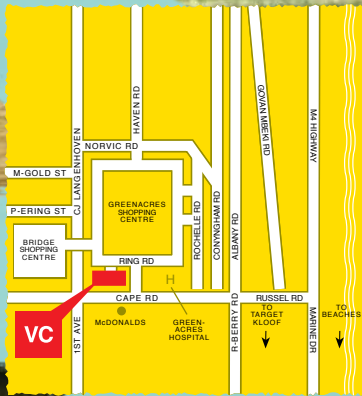 HAVEN RD
GOVAN MBEKI RD
M4 HIGHWAY
NORVIC RD
M-GOLD ST
CJ LANGENHOVEN
P-ERING ST
GREENACRES
SHOPPING
CENTRE
ROCHELLE RD
CONYNGHAM RD
ALBANY RD
BRIDGE
SHOPPING
CENTRE
RING RD
H
CAPE RD
RUSSEL RD
VC
1ST AVE
McDONALDS
GREEN-
ACRES
HOSPITAL
R-BERRY RD
TO
TARGET
KLOOF
MARINE DR
TO
BEACHES